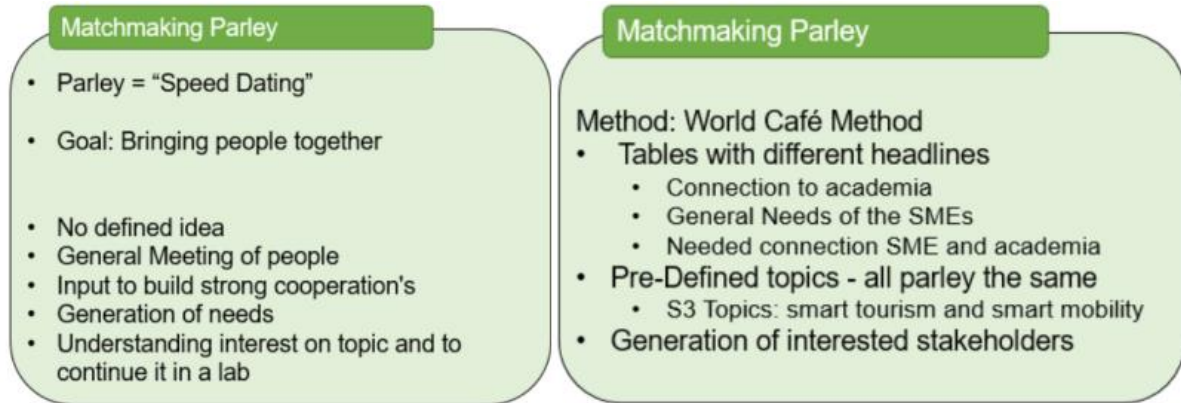 Matchmaking Parley
• Parley = “Speed Dating”
• Goal: Bringing people together
• No defined idea
• General Meeting of people
• Input to build strong cooperation's
• Generation of needs
• Understanding interest on topic and to
continue it in a lab
Matchmaking Parley
Method: World Café Method
• Tables with different headlines
• Connection to academia
• General Needs of the SMEs
• Needed connection SME and academia
• Pre-Defined topics - all parley the same
• S3 Topics: smart tourism and smart mobility
• Generation of interested stakeholders